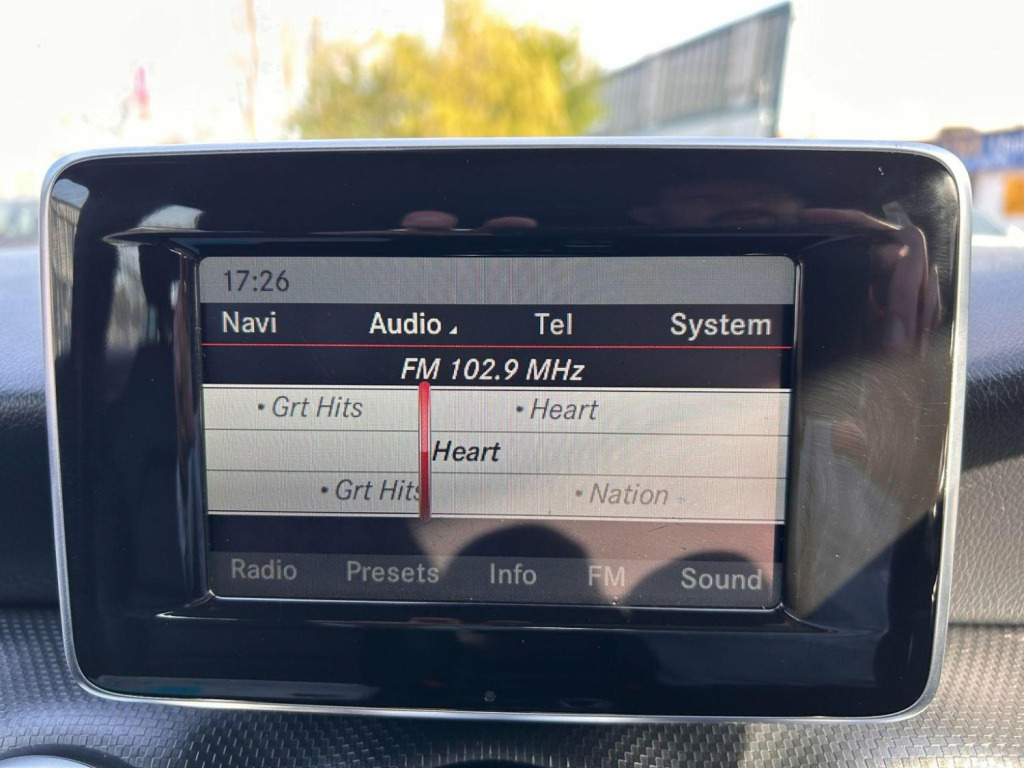 17:26
Navi Audio Tel System
FM 102.9 MHz
• Grt Hits • Heart
Heart
• Grt Hits • Nation
Radio Presets Info FM Sound